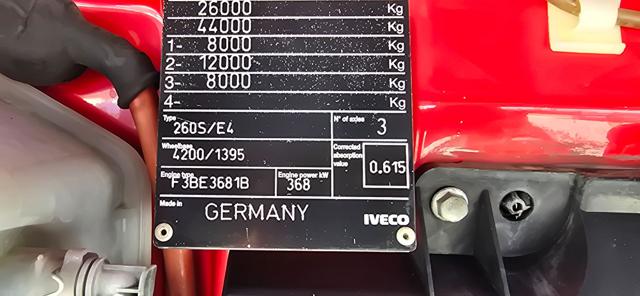 26000 Kg
44000 Kg
1- 8000 Kg
2- 12000 Kg
3- 8000 Kg
4- Kg
Type 260S/E4 N° of axles 3
Wheelbase 4200/1395 Corrected absorption value 0.615
Engine type F3BE3681B Engine power kW 368
Made in GERMANY IVECO